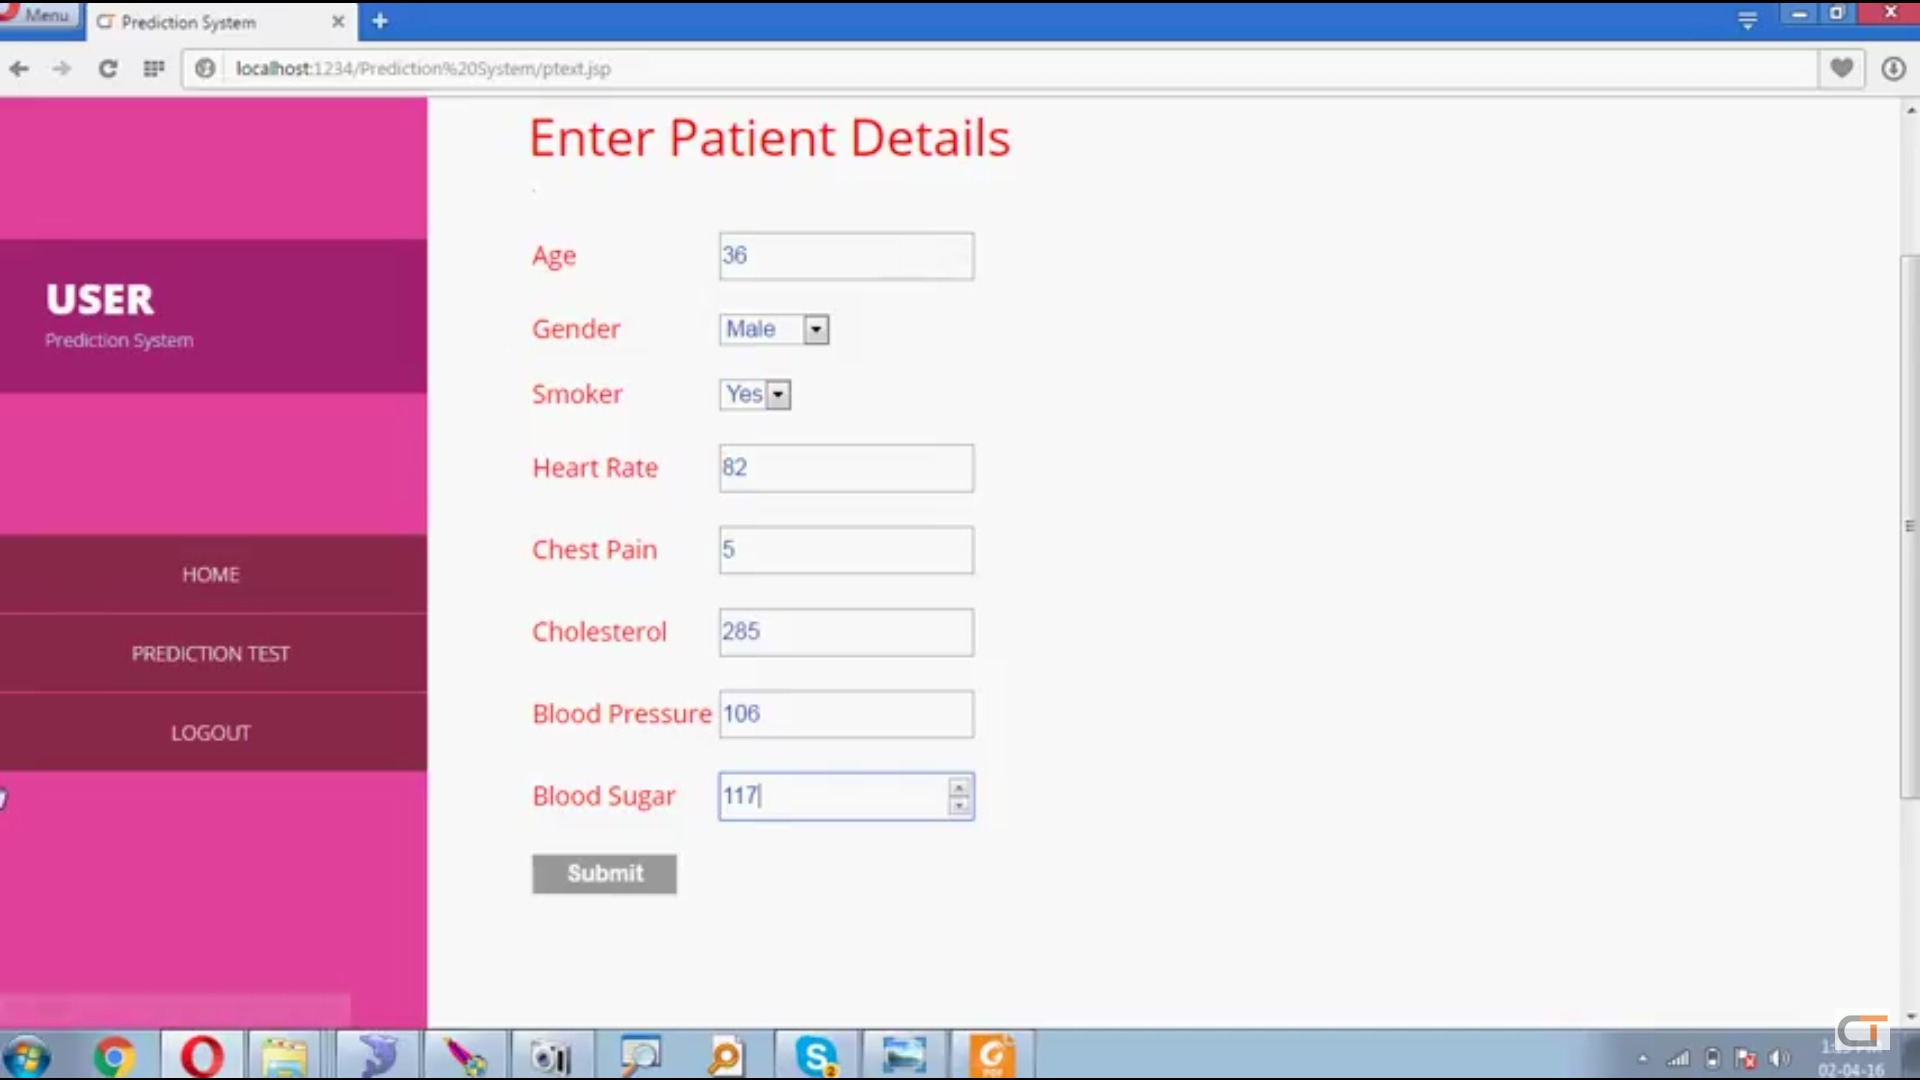 Menu
Prediction System
localhost:1234/Prediction%20System/ptext.jsp
Enter Patient Details
USER
Prediction System
HOME
PREDICTION TEST
LOGOUT
Age 36
Gender Male
Smoker Yes
Heart Rate 82
Chest Pain 5
Cholesterol 285
Blood Pressure 106
Blood Sugar 117
Submit
02-04-16